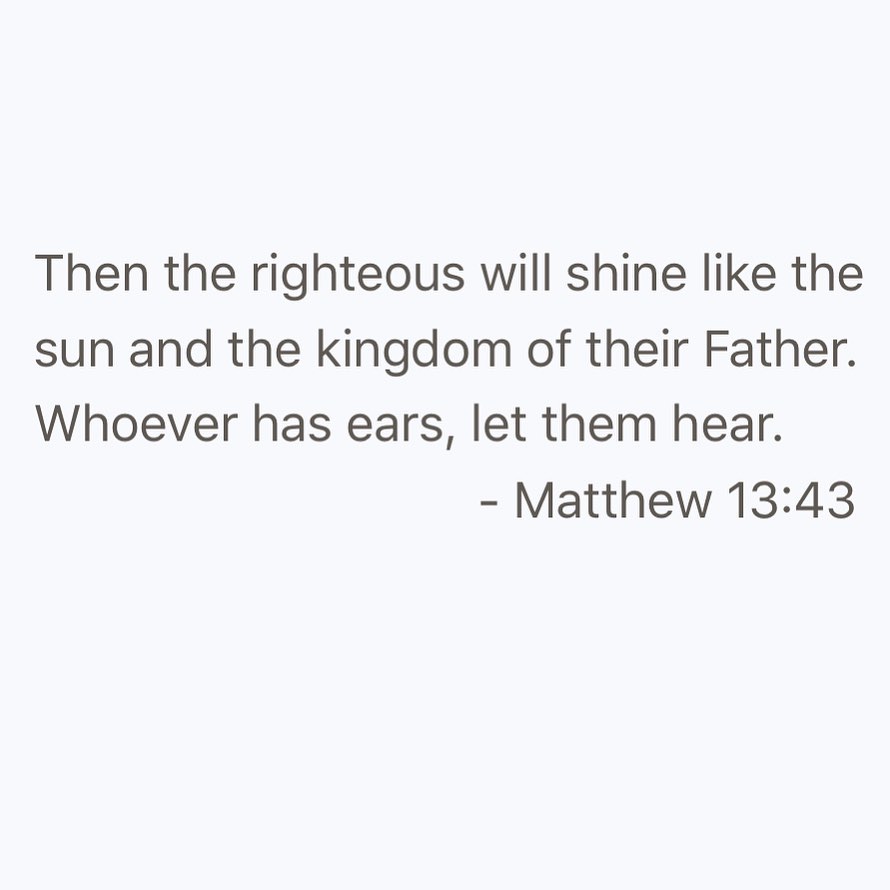 Then the righteous will shine like the
sun and the kingdom of their Father.
Whoever has ears, let them hear.
- Matthew 13:43